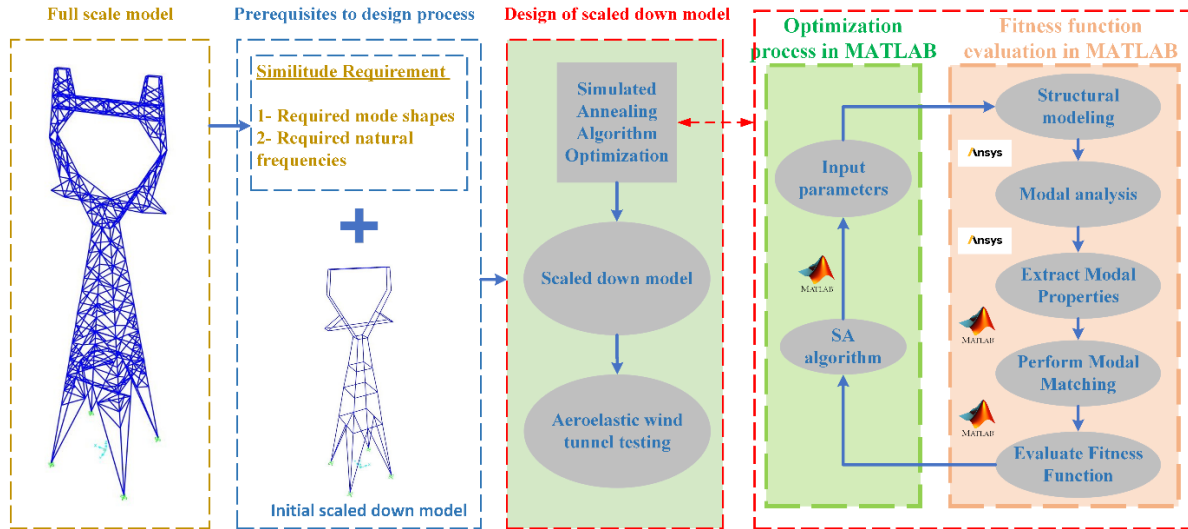 Full scale model
Prerequisites to design process
Similitude Requirement
1- Required mode shapes
2- Required natural
frequencies
Initial scaled down model
Design of scaled down model
Simulated
Annealing
Algorithm
Optimization
Scaled down model
Aeroelastic wind
tunnel testing
Optimization
process in MATLAB
Input
parameters
MATLAB
SA
algorithm
Fitness function
evaluation in MATLAB
Structural
modeling
Ansys
Modal analysis
Ansys
Extract Modal
Properties
MATLAB
Perform Modal
Matching
MATLAB
Evaluate Fitness
Function